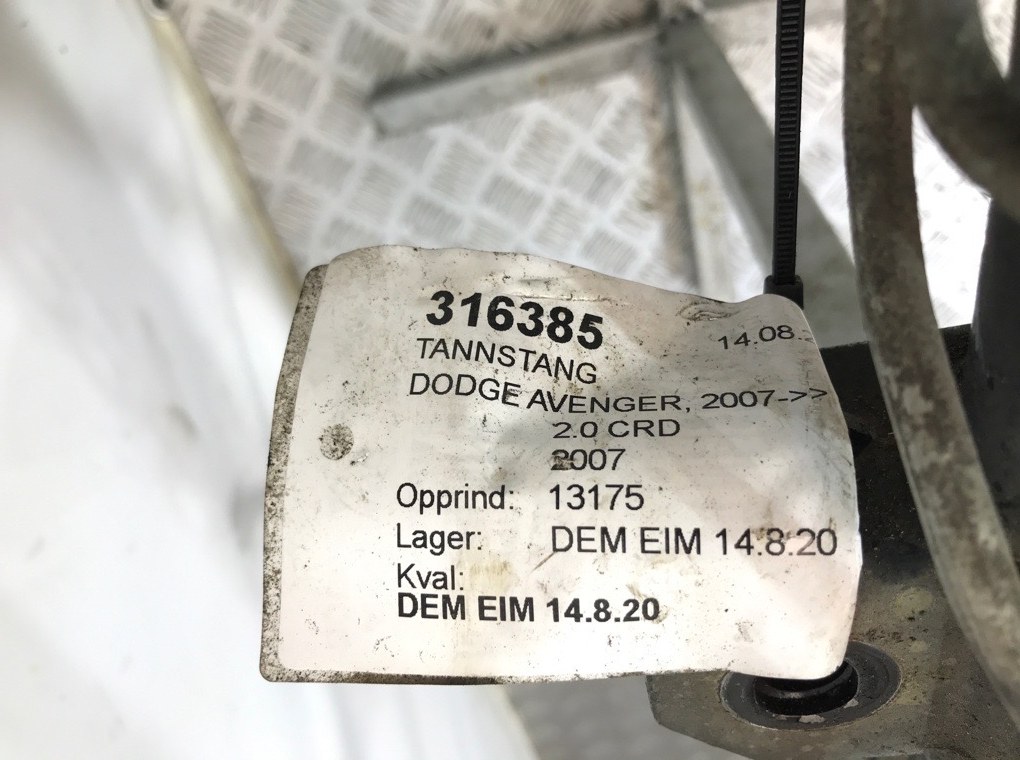 316385
14.08.
TANNSTANG
DODGE AVENGER, 2007->>
2.0 CRD
2007
Opprind: 13175
Lager: DEM EIM 14.8.20
Kval:
DEM EIM 14.8.20